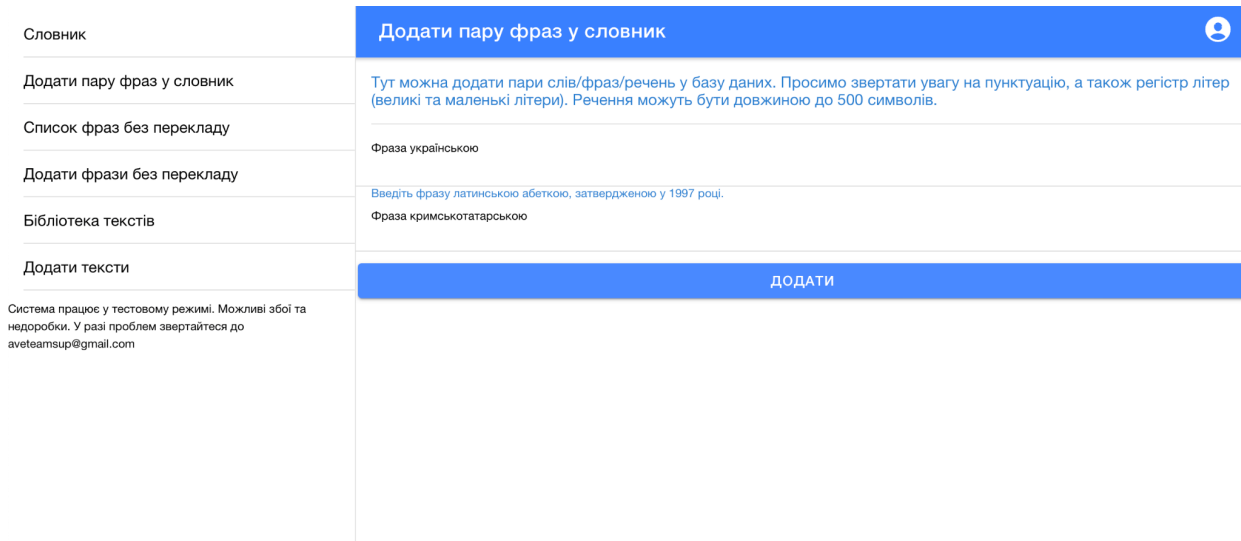 Словник
Додати пару фраз у словник
Список фраз без перекладу
Додати фрази без перекладу
Бібліотека текстів
Додати тексти
Система працює у тестовому режимі. Можливі збої та
недоробки. У разі проблем звертайтеся до
aveteamsup@gmail.com
Додати пару фраз у словник
Тут можна додати пари слів/фраз/речень у базу даних. Просимо звертати увагу на пунктуацію, а також регістр літер
(великі та маленькі літери). Речення можуть бути довжиною до 500 символів.
Фраза українською
Введіть фразу латинською абеткою, затвердженою у 1997 році.
Фраза кримськотатарською
ДОДАТИ